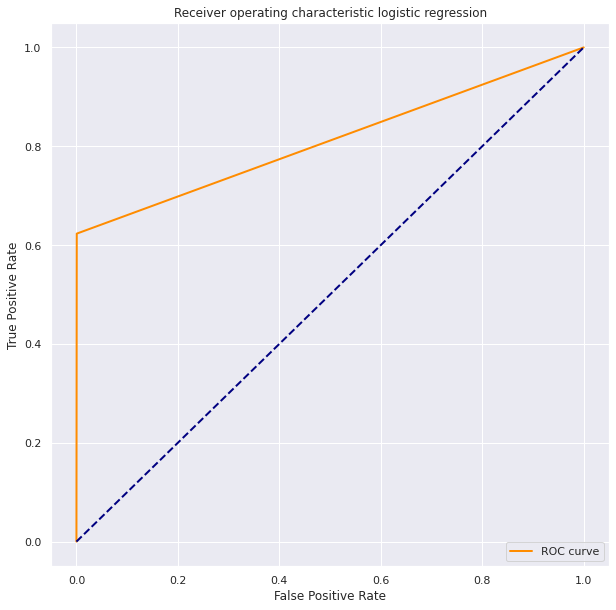 Receiver operating characteristic logistic regression
1.0
0.8
0.6
0.4
0.2
0.0
True Positive Rate
0.0 0.2 0.4 0.6 0.8 1.0
False Positive Rate
ROC curve